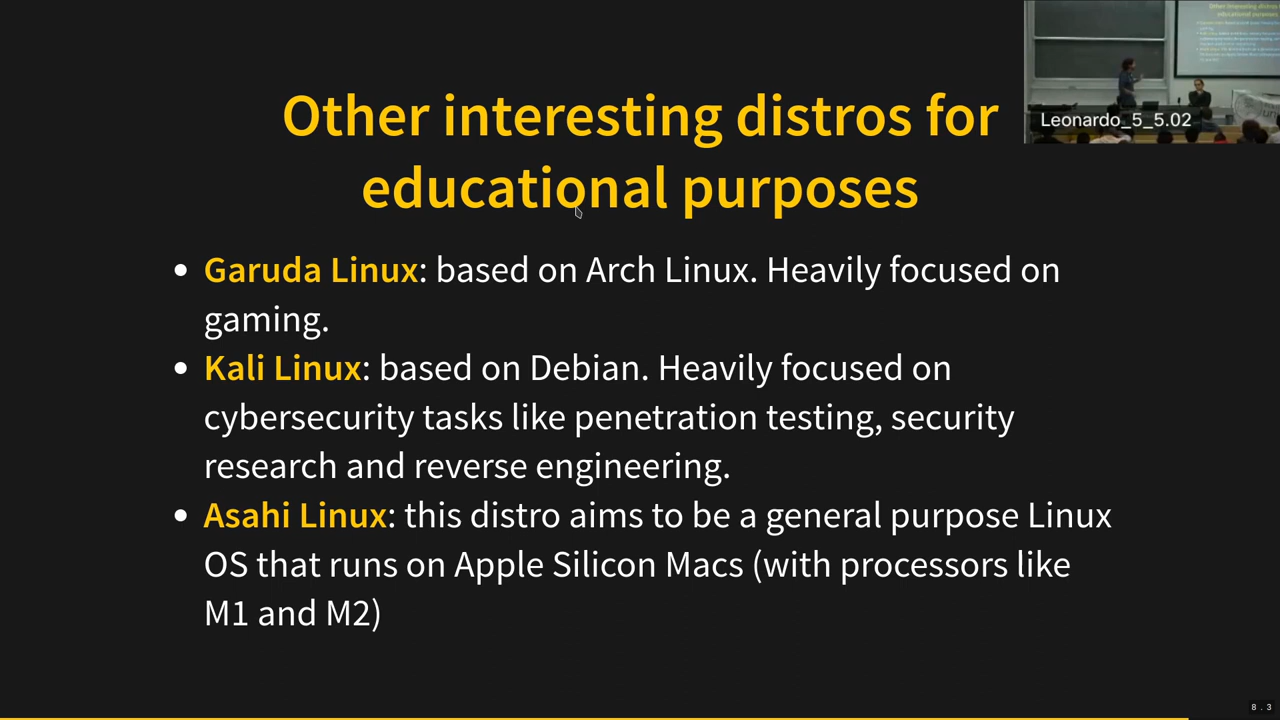 Other interesting distros for
educational purposes
Leonardo_5_5.02
• Garuda Linux: based on Arch Linux. Heavily focused on
gaming.
• Kali Linux: based on Debian. Heavily focused on
cybersecurity tasks like penetration testing, security
research and reverse engineering.
• Asahi Linux: this distro aims to be a general purpose Linux
OS that runs on Apple Silicon Macs (with processors like
M1 and M2)
8.3